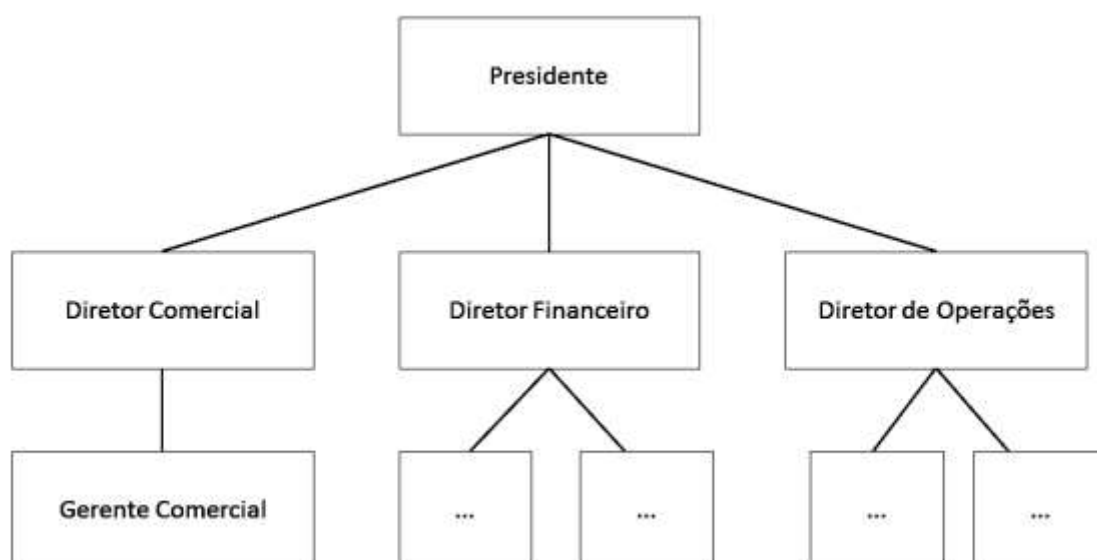 Presidente
Diretor Comercial
Diretor Financeiro
Diretor de Operações
Gerente Comercial
...
...
...
...